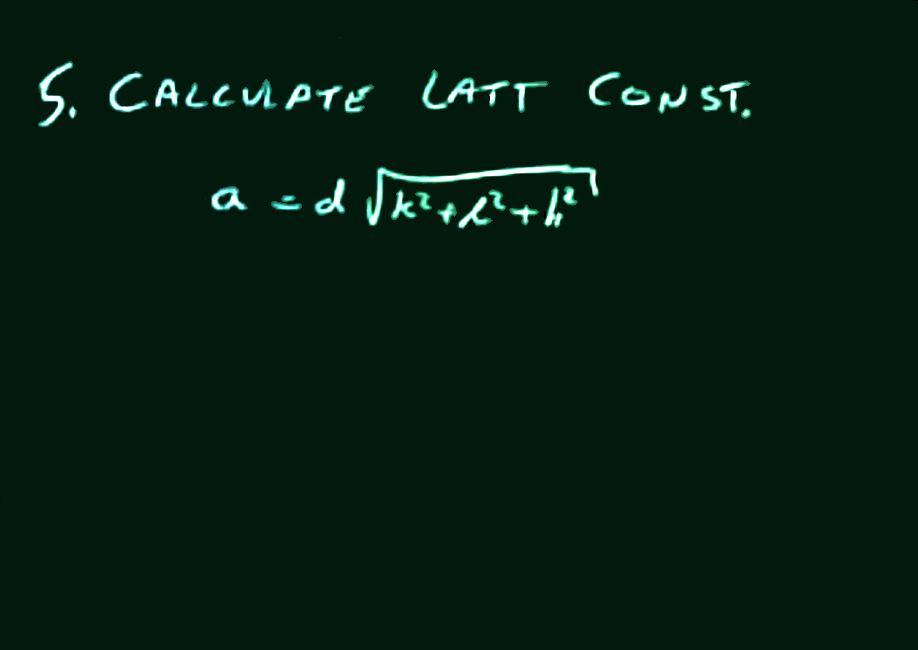 5. CALCULATE LATT CONST.
a = d √(k²+l²+h²)